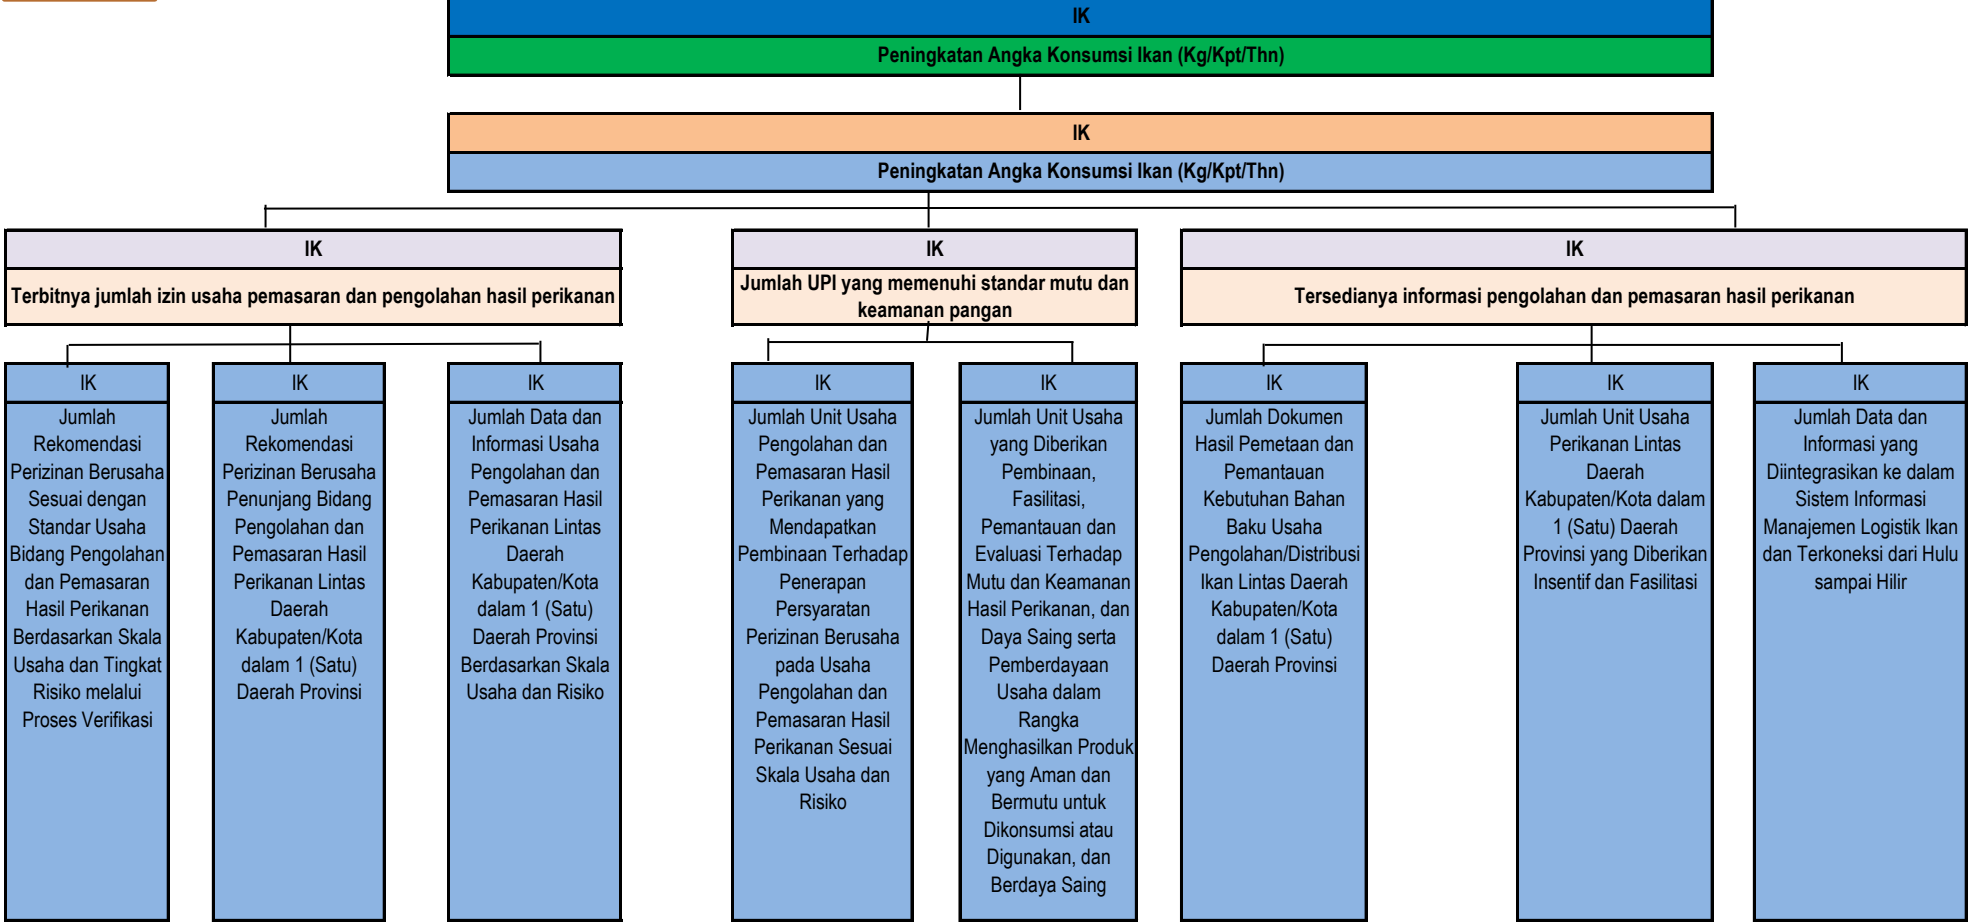 IK
Peningkatan Angka Konsumsi Ikan (Kg/Kpt/Thn)
IK
Peningkatan Angka Konsumsi Ikan (Kg/Kpt/Thn)
IK
Terbitnya jumlah izin usaha pemasaran dan pengolahan hasil perikanan
IK
Jumlah UPI yang memenuhi standar mutu dan
keamanan pangan
IK
Tersedianya informasi pengolahan dan pemasaran hasil perikanan
IK
Jumlah
Rekomendasi
Perizinan Berusaha
Sesuai dengan
Standar Usaha
Bidang Pengolahan
dan Pemasaran
Hasil Perikanan
Berdasarkan Skala
Usaha dan Tingkat
Risiko melalui
Proses Verifikasi
IK
Jumlah
Rekomendasi
Perizinan Berusaha
Penunjang Bidang
Pengolahan dan
Pemasaran Hasil
Perikanan Lintas
Daerah
Kabupaten/Kota
dalam 1 (Satu)
Daerah Provinsi
IK
Jumlah Data dan
Informasi Usaha
Pengolahan dan
Pemasaran Hasil
Perikanan Lintas
Daerah
Kabupaten/Kota
dalam 1 (Satu)
Daerah Provinsi
Berdasarkan Skala
Usaha dan Risiko
IK
Jumlah Unit Usaha
Pengolahan dan
Pemasaran Hasil
Perikanan yang
Mendapatkan
Pembinaan Terhadap
Penerapan
Persyaratan
Perizinan Berusaha
pada Usaha
Pengolahan dan
Pemasaran Hasil
Perikanan Sesuai
Skala Usaha dan
Risiko
IK
Jumlah Unit Usaha
yang Diberikan
Pembinaan,
Fasilitasi,
Pemantauan dan
Evaluasi Terhadap
Mutu dan Keamanan
Hasil Perikanan, dan
Daya Saing serta
Pemberdayaan
Usaha dalam
Rangka
Menghasilkan Produk
yang Aman dan
Bermutu untuk
Dikonsumsi atau
Digunakan, dan
Berdaya Saing
IK
Jumlah Dokumen
Hasil Pemetaan dan
Pemantauan
Kebutuhan Bahan
Baku Usaha
Pengolahan/Distribusi
Ikan Lintas Daerah
Kabupaten/Kota
dalam 1 (Satu)
Daerah Provinsi
IK
Jumlah Unit Usaha
Perikanan Lintas
Daerah
Kabupaten/Kota dalam
1 (Satu) Daerah
Provinsi yang Diberikan
Insentif dan Fasilitasi
IK
Jumlah Data dan
Informasi yang
Diintegrasikan ke dalam
Sistem Informasi
Manajemen Logistik Ikan
dan Terkoneksi dari Hulu
sampai Hilir